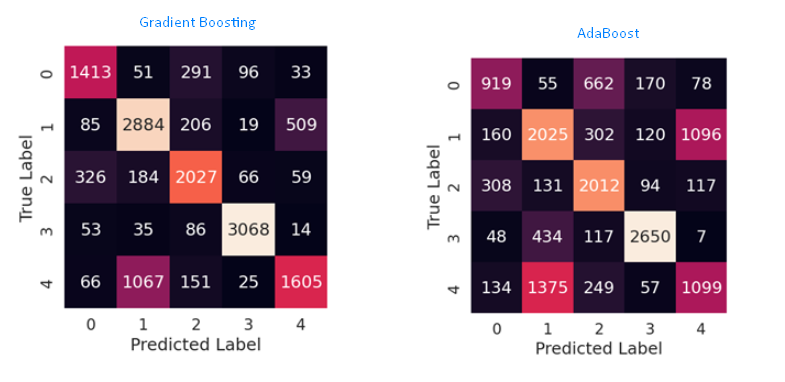 Gradient Boosting
0 1413 51 291 96 33
1 85 2884 206 19 509
2 326 184 2027 66 59
3 53 35 86 3068 14
4 66 1067 151 25 1605
0 1 2 3 4
True Label
Predicted Label
AdaBoost
0 919 55 662 170 78
1 160 2025 302 120 1096
2 308 131 2012 94 117
3 48 434 117 2650 7
4 134 1375 249 57 1099
0 1 2 3 4
True Label
Predicted Label